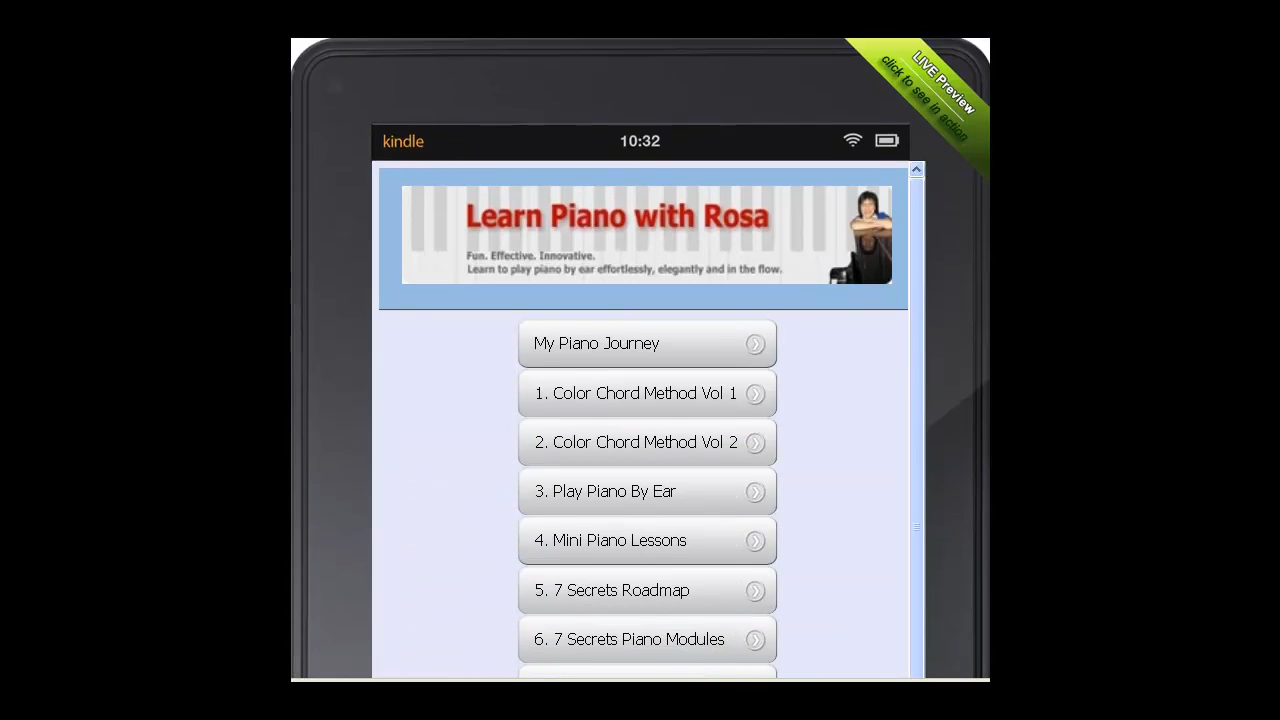 LIVE Preview
click to see in action
kindle 10:32
Learn Piano with Rosa
Fun. Effective. Innovative.
Learn to play piano by ear effortlessly, elegantly and in the flow.
My Piano Journey
1. Color Chord Method Vol 1
2. Color Chord Method Vol 2
3. Play Piano By Ear
4. Mini Piano Lessons
5. 7 Secrets Roadmap
6. 7 Secrets Piano Modules